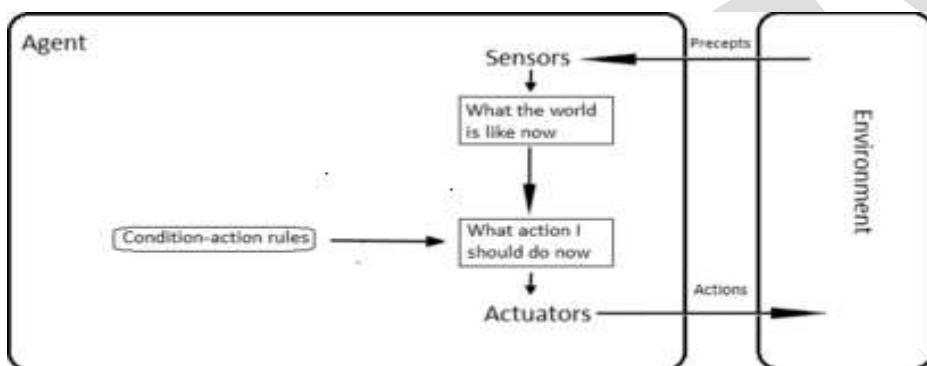 Agent
Precepts
Sensors
What the world
is like now
Environment
Condition-action rules
What action I
should do now
Actions
Actuators